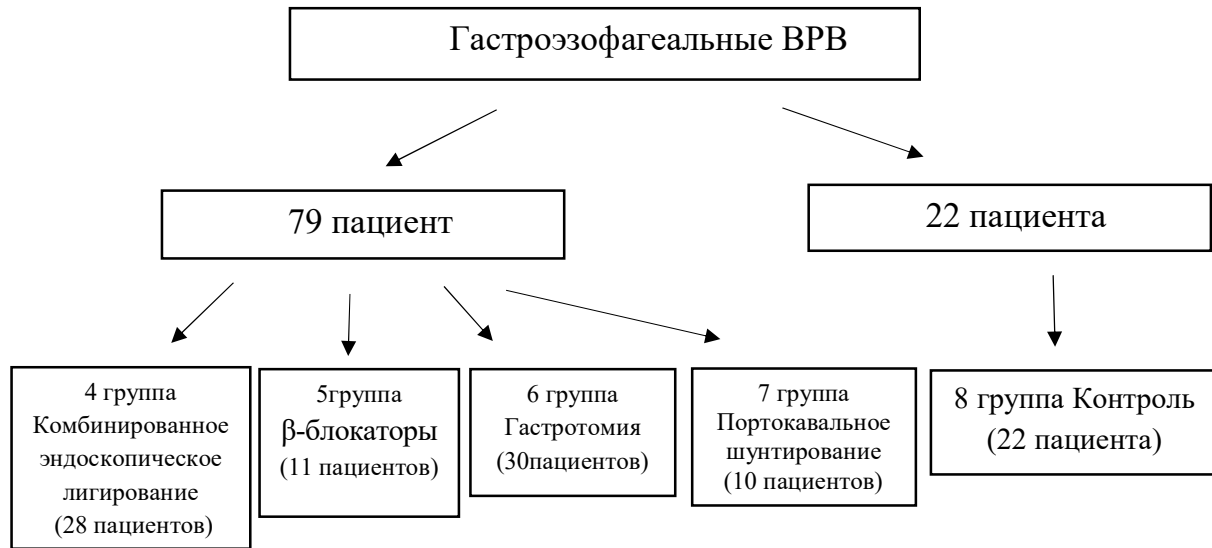 Гастроэзофагеальные ВРВ
79 пациент
22 пациента
4 группа
Комбинированное
эндоскопическое
лигирование
(28 пациентов)
5группа
β-блокаторы
(11 пациентов)
6 группа
Гастротомия
(30пациентов)
7 группа
Портокавальное
шунтирование
(10 пациентов)
8 группа Контроль
(22 пациента)